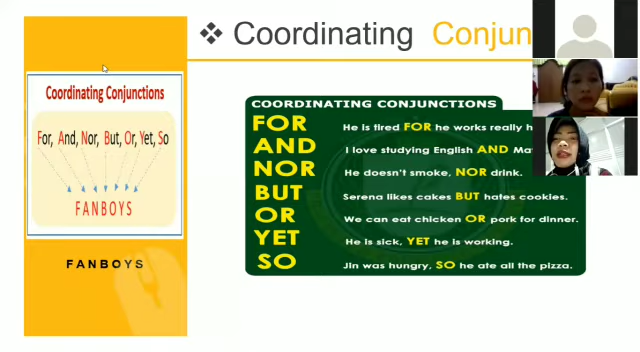 ❖ Coordinating Conjun
Coordinating Conjunctions
For, And, Nor, But, Or, Yet, So
FANBOYS
FANBOYS
COORDINATING CONJUNCTIONS
FOR He is tired FOR he works really h
AND I love studying English AND Ma
NOR He doesn't smoke, NOR drink.
BUT Serena likes cakes BUT hates cookies.
OR We can eat chicken OR pork for dinner.
YET He is sick, YET he is working.
SO Jin was hungry, SO he ate all the pizza.